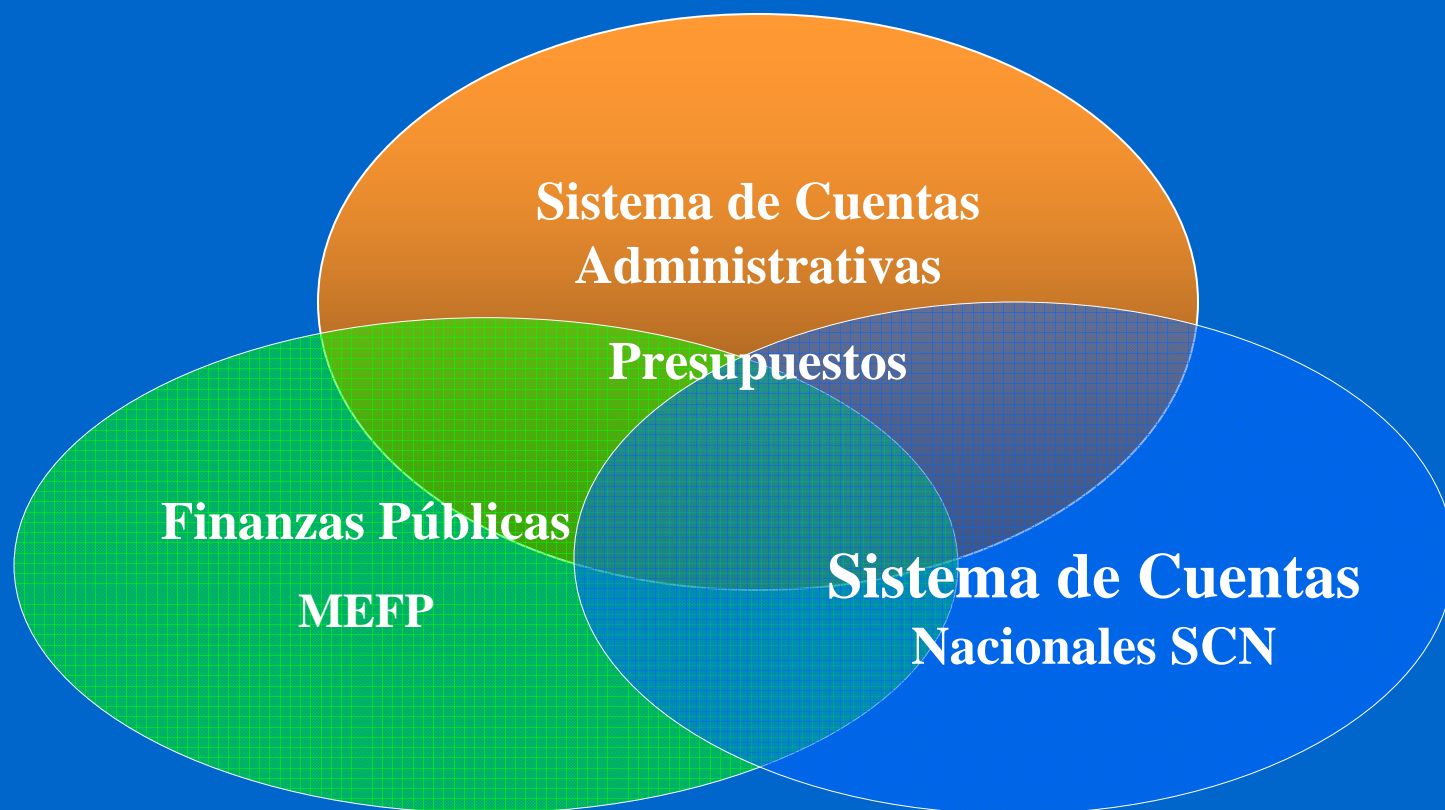 Sistema de Cuentas
Administrativas
Presupuestos
Finanzas Públicas
MEFP
Sistema de Cuentas
Nacionales SCN